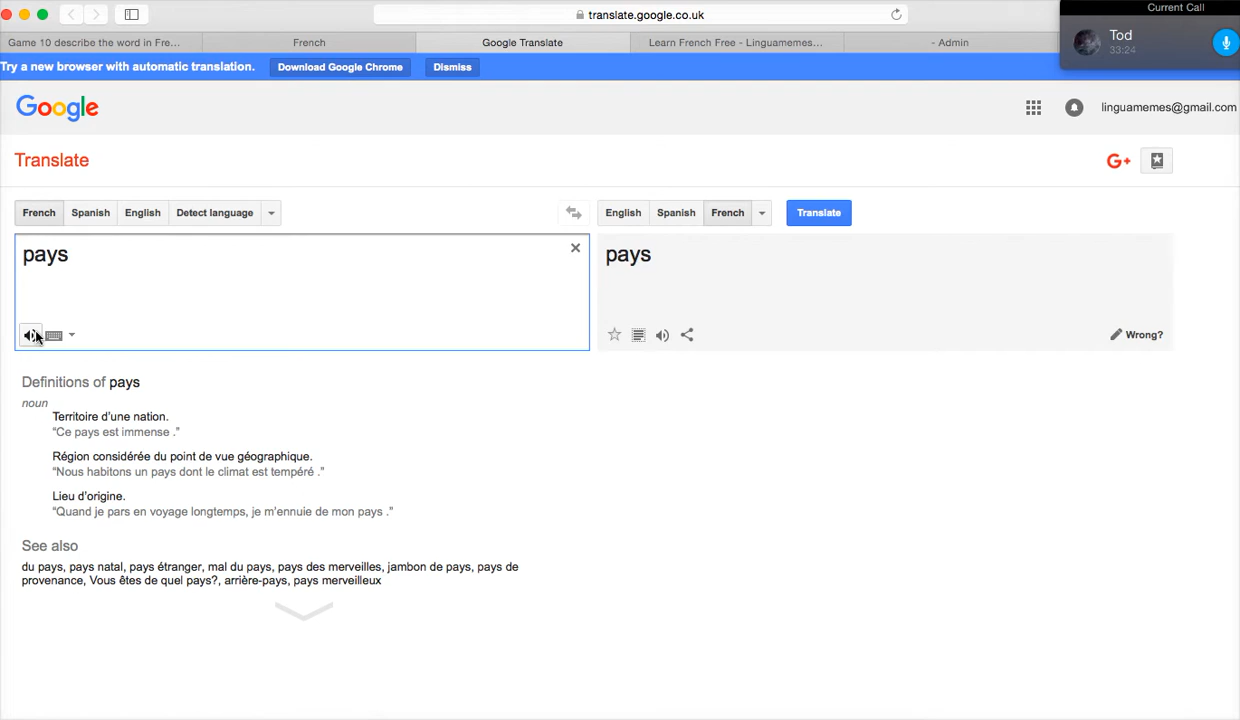 translate.google.co.uk
Current Call
Tod
33:24
Game 10 describe the word in Fre...
French
Google Translate
Learn French Free - Linguamemes...
- Admin
Try a new browser with automatic translation.
Download Google Chrome
Dismiss
Google
linguamemes@gmail.com
Translate
G+
French Spanish English Detect language
English Spanish French Translate
pays
pays
Wrong?
Definitions of pays
noun
Territoire d'une nation.
“Ce pays est immense .”
Région considérée du point de vue géographique.
“Nous habitons un pays dont le climat est tempéré .”
Lieu d'origine.
“Quand je pars en voyage longtemps, je m'ennuie de mon pays .”
See also
du pays, pays natal, pays étranger, mal du pays, pays des merveilles, jambon de pays, pays de
provenance, Vous êtes de quel pays?, arrière-pays, pays merveilleux